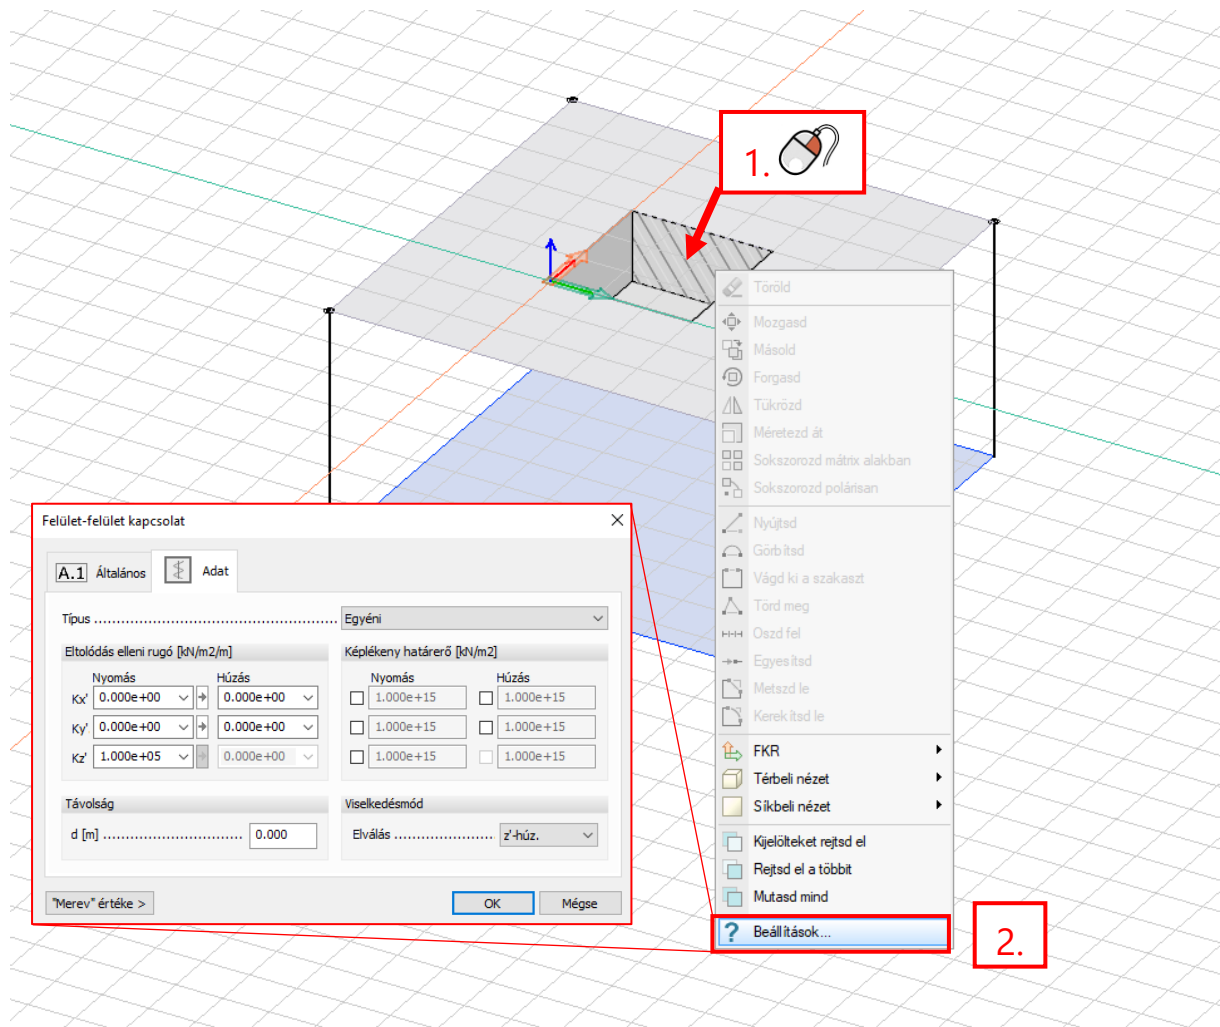 1.
Töröld
Mozgasd
Másold
Forgasd
Tükrözd
Méretezd át
Sokszorozd mátrix alakban
Sokszorozd polárisan
Nyújtsd
Görbítsd
Vágd ki a szakaszt
Törd meg
Oszd fel
Egyesítsd
Metszd le
Kerekítsd le
FKR
Térbeli nézet
Síkbeli nézet
Kijelölteket rejtsd el
Rejtsd el a többit
Mutasd mind
? Beállítások...
2.
Felület-felület kapcsolat
A.1 Általános Adat
Típus Egyéni
Eltolódás elleni rugó [kN/m2/m] Képlékeny határerő [kN/m2]
Nyomás Húzás Nyomás Húzás
Kx' 0.000e+00 0.000e+00 1.000e+15 1.000e+15
Ky' 0.000e+00 0.000e+00 1.000e+15 1.000e+15
Kz' 1.000e+05 0.000e+00 1.000e+15 1.000e+15
Távolság Viselkedésmód
d [m] 0.000 Elválás z'-húz.
"Merev" értéke > OK Mégse